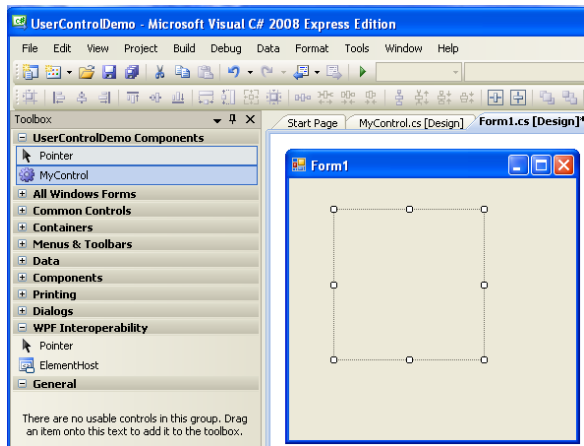 UserControlDemo - Microsoft Visual C# 2008 Express Edition
File Edit View Project Build Debug Data Format Tools Window Help
Toolbox
Start Page MyControl.cs [Design] Form1.cs [Design]*
UserControlDemo Components
Pointer
MyControl
All Windows Forms
Common Controls
Containers
Menus & Toolbars
Data
Components
Printing
Dialogs
WPF Interoperability
Pointer
ElementHost
General
There are no usable controls in this group. Drag
an item onto this text to add it to the toolbox.
Form1